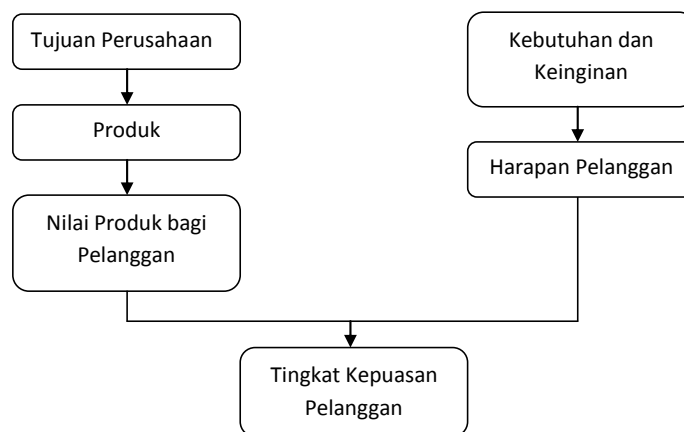 Tujuan Perusahaan
Produk
Nilai Produk bagi
Pelanggan
Kebutuhan dan
Keinginan
Harapan Pelanggan
Tingkat Kepuasan
Pelanggan